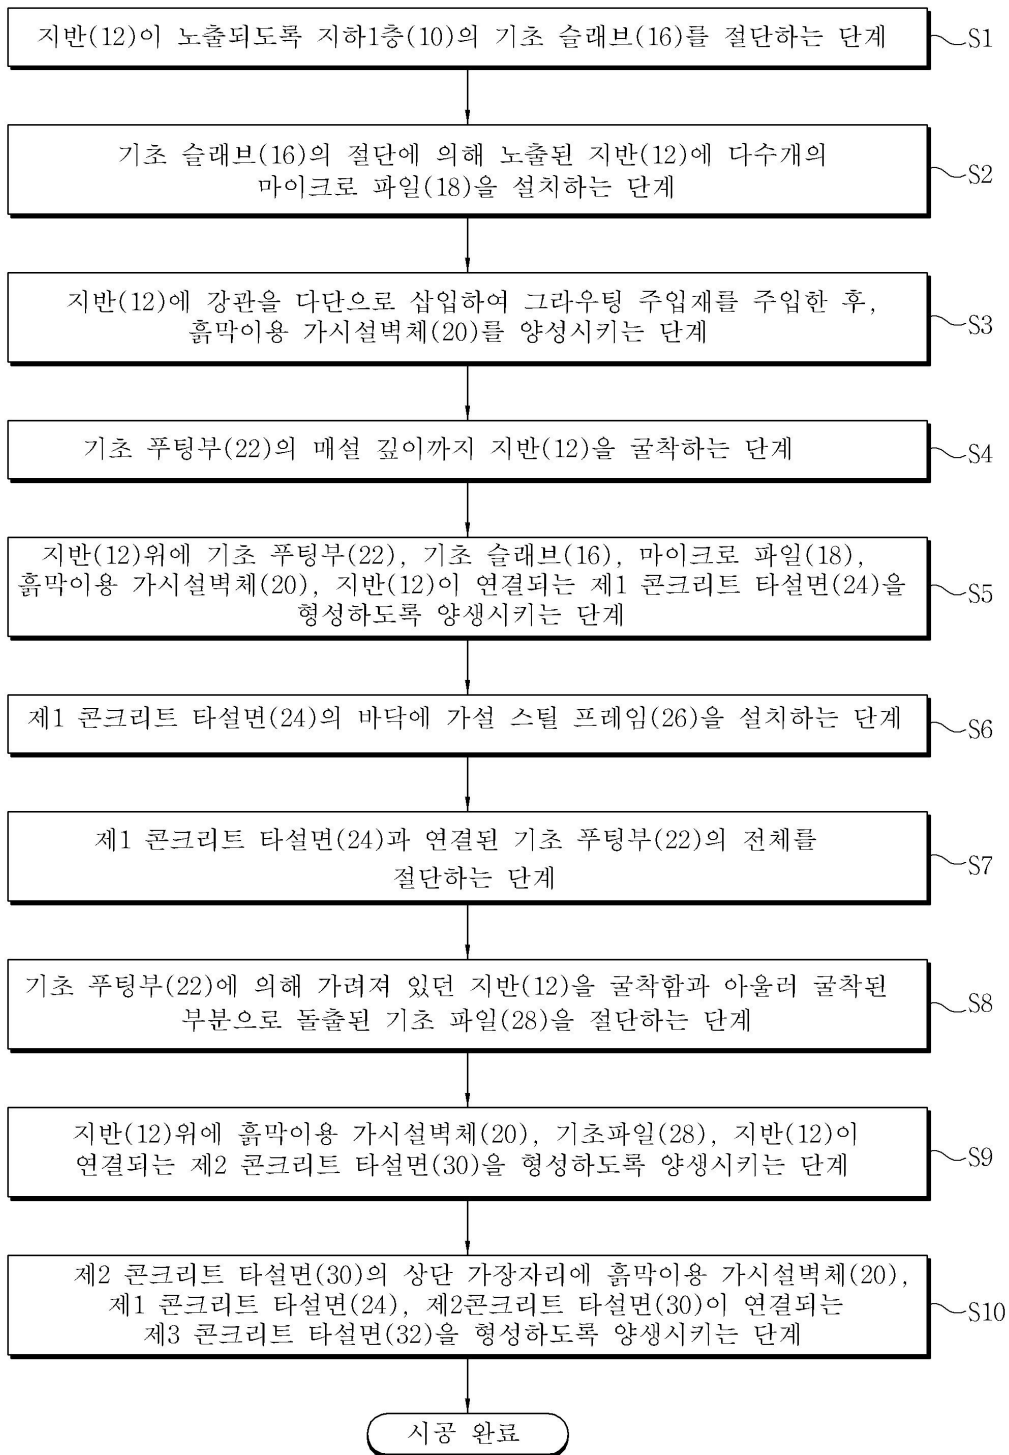 지반(12)이 노출되도록 지하1층(10)의 기초 슬래브(16)를 절단하는 단계
S1
기초 슬래브(16)의 절단에 의해 노출된 지반(12)에 다수개의
마이크로 파일(18)을 설치하는 단계
S2
지반(12)에 강관을 다단으로 삽입하여 그라우팅 주입재를 주입한 후,
흙막이용 가시설벽체(20)를 양성시키는 단계
S3
기초 푸팅부(22)의 매설 깊이까지 지반(12)을 굴착하는 단계
S4
지반(12)위에 기초 푸팅부(22), 기초 슬래브(16), 마이크로 파일(18),
흙막이용 가시설벽체(20), 지반(12)이 연결되는 제1 콘크리트 타설면(24)을
형성하도록 양생시키는 단계
S5
제1 콘크리트 타설면(24)의 바닥에 가설 스틸 프레임(26)을 설치하는 단계
S6
제1 콘크리트 타설면(24)과 연결된 기초 푸팅부(22)의 전체를
절단하는 단계
S7
기초 푸팅부(22)에 의해 가려져 있던 지반(12)을 굴착함과 아울러 굴착된
부분으로 돌출된 기초 파일(28)을 절단하는 단계
S8
지반(12)위에 흙막이용 가시설벽체(20), 기초파일(28), 지반(12)이
연결되는 제2 콘크리트 타설면(30)을 형성하도록 양생시키는 단계
S9
제2 콘크리트 타설면(30)의 상단 가장자리에 흙막이용 가시설벽체(20),
제1 콘크리트 타설면(24), 제2콘크리트 타설면(30)이 연결되는
제3 콘크리트 타설면(32)을 형성하도록 양생시키는 단계
S10
시공 완료